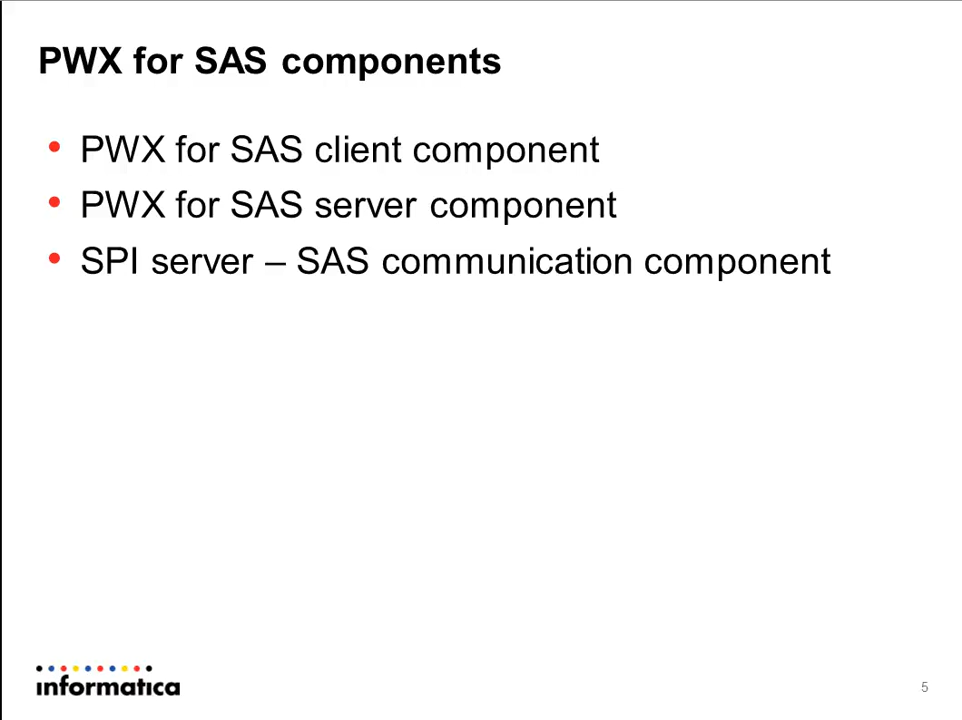 PWX for SAS components
• PWX for SAS client component
• PWX for SAS server component
• SPI server – SAS communication component
informatica
5